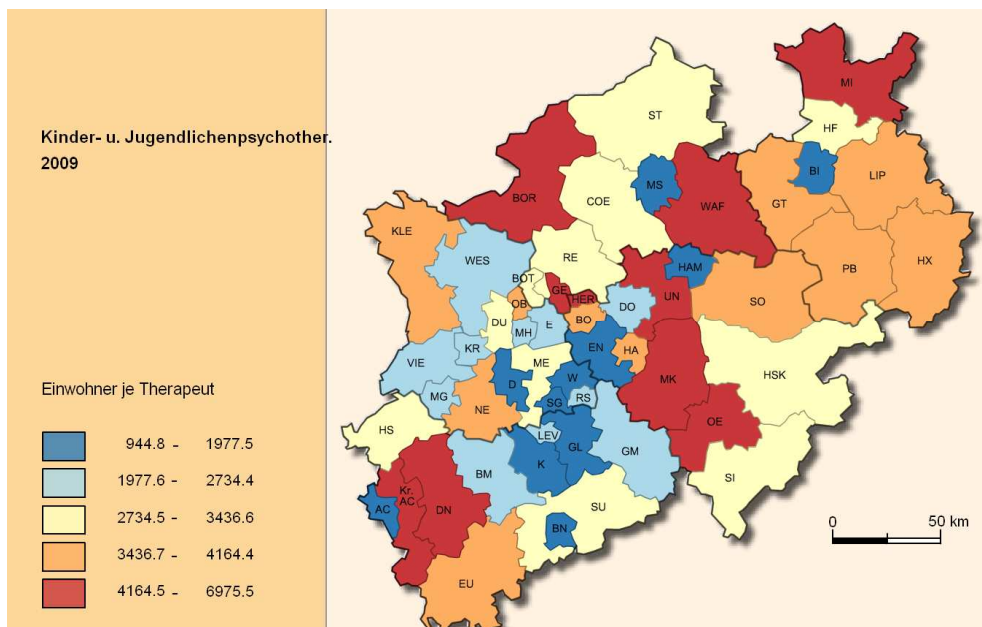 Kinder- u. Jugendlichenpsychother.
2009
Einwohner je Therapeut
944.8 - 1977.5
1977.6 - 2734.4
2734.5 - 3436.6
3436.7 - 4164.4
4164.5 - 6975.5
MI
ST
HF
BI
LIP
MS
GT
BOR
COE
WAF
KLE
RE
HX
WES
HAM
PB
BOT
GE
HER
UN
SO
OB
DO
DU
E
BO
MH
KR
EN
HA
VIE
ME
W
MK
HSK
D
MG
SG
RS
NE
OE
HS
LEV
GL
GM
K
BM
SI
Kr.
AC
AC
DN
SU
BN
EU
0 50 km